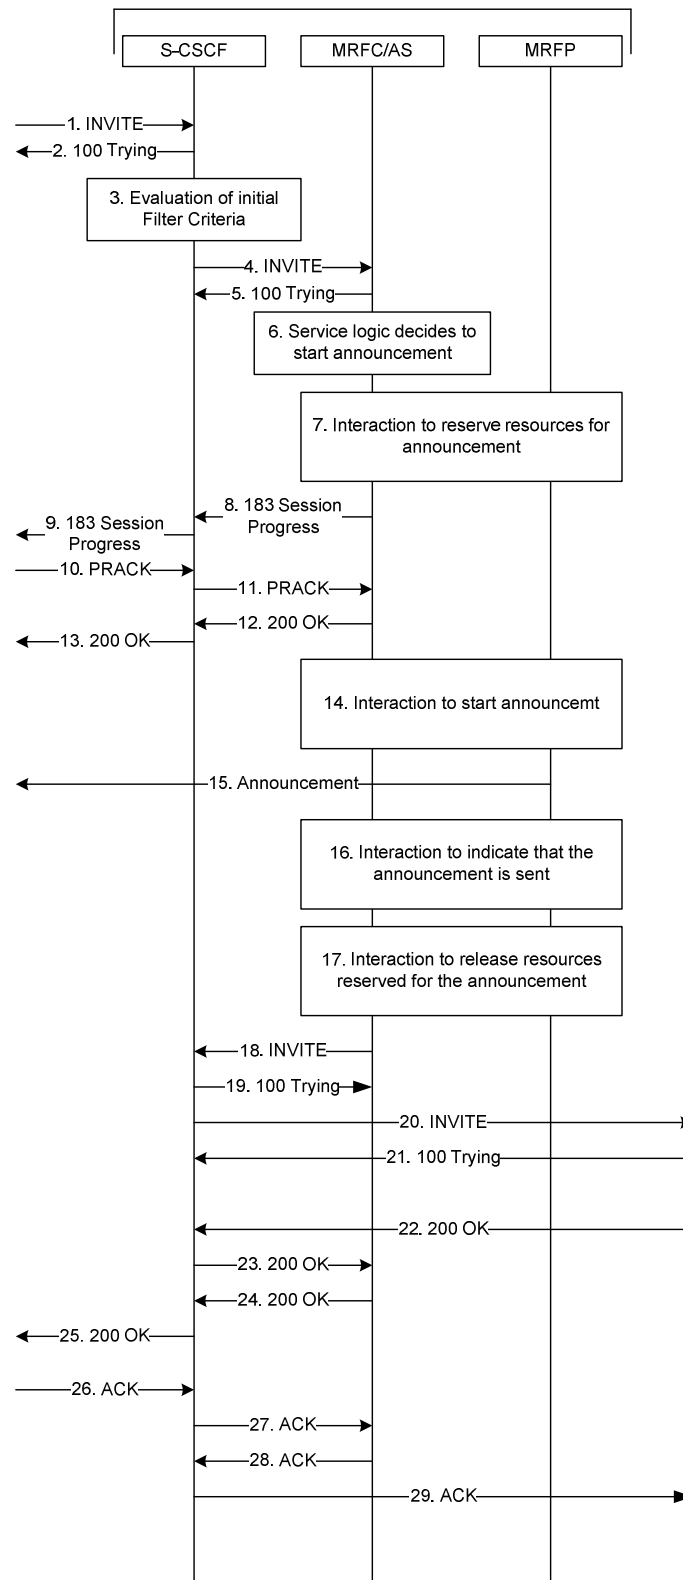 S-CSCF
MRFC/AS
MRFP
1. INVITE
2. 100 Trying
3. Evaluation of initial
Filter Criteria
4. INVITE
5. 100 Trying
6. Service logic decides to
start announcement
7. Interaction to reserve resources for
announcement
8. 183 Session
Progress
9. 183 Session
Progress
10. PRACK
11. PRACK
12. 200 OK
13. 200 OK
14. Interaction to start announcemt
15. Announcement
16. Interaction to indicate that the
announcement is sent
17. Interaction to release resources
reserved for the announcement
18. INVITE
19. 100 Trying
20. INVITE
21. 100 Trying
22. 200 OK
23. 200 OK
24. 200 OK
25. 200 OK
26. ACK
27. ACK
28. ACK
29. ACK